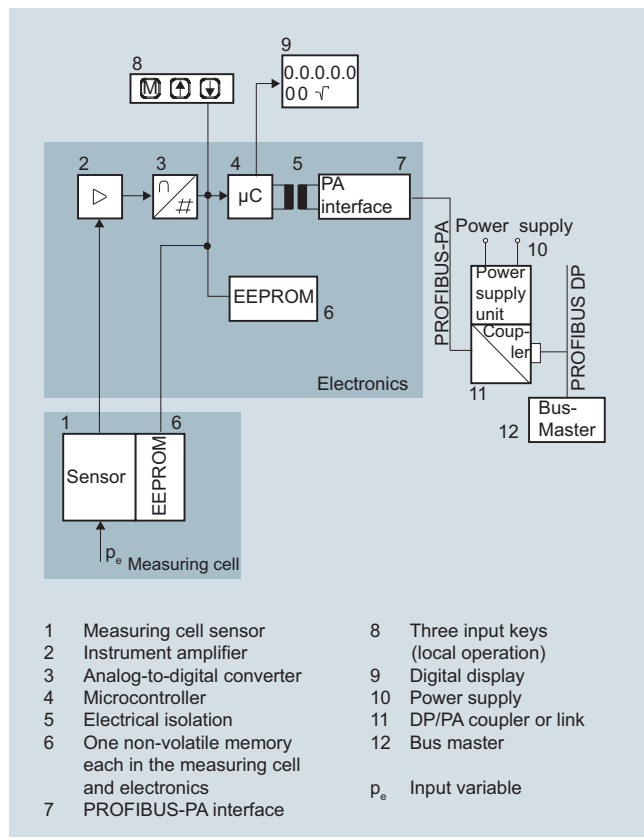 8
9
M
0.0.0.0.0
00 √
2
3
4
5
7
∩
#
µC
PA
interface
EEPROM
6
Electronics
PROFIBUS-PA
Power supply
10
Power
supply
unit
Coup-
ler
11
PROFIBUS DP
12
Bus-
Master
1
6
Sensor
EEPROM
pe
Measuring cell
1 Measuring cell sensor
2 Instrument amplifier
3 Analog-to-digital converter
4 Microcontroller
5 Electrical isolation
6 One non-volatile memory
each in the measuring cell
and electronics
7 PROFIBUS-PA interface
8 Three input keys
(local operation)
9 Digital display
10 Power supply
11 DP/PA coupler or link
12 Bus master
pe Input variable